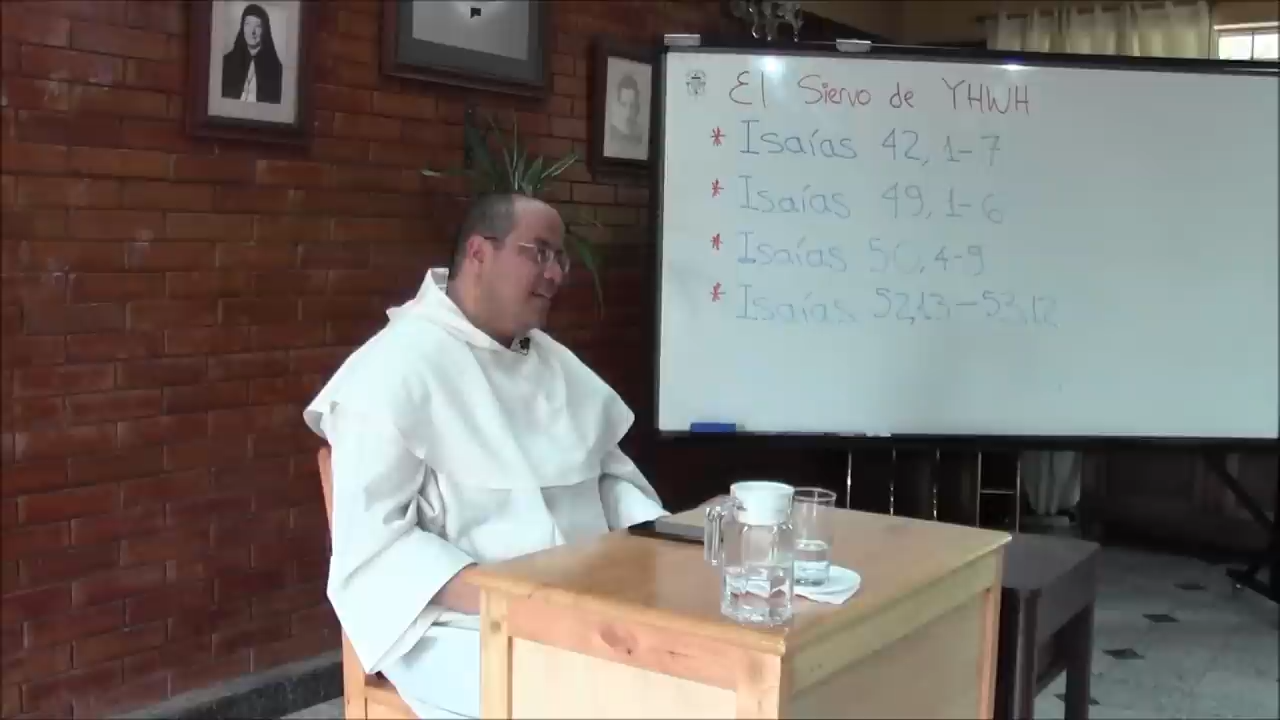 El Siervo de YHWH
* Isaías 42, 1-7
* Isaías 49, 1-6
* Isaías 50, 4-9
* Isaías 52,13-53,12